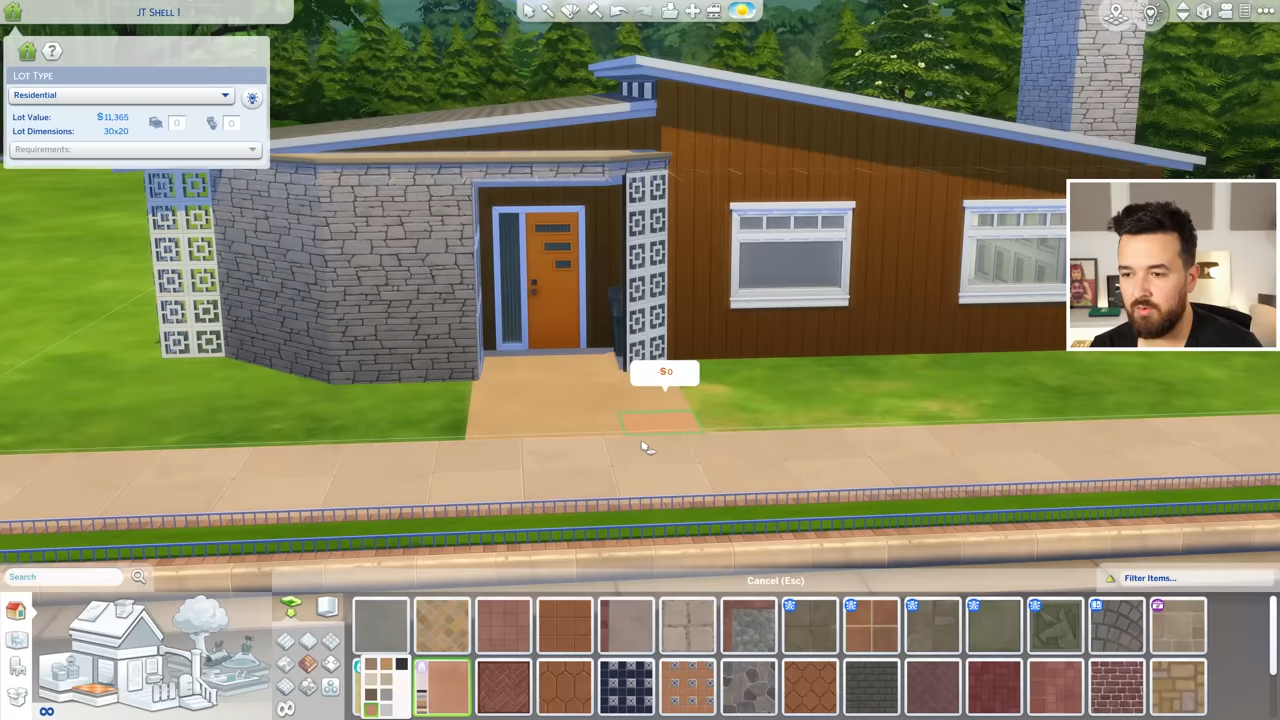 JT SHELL 1
?
LOT TYPE
Residential
Lot Value: $11,365
0
0
Lot Dimensions: 30x20
Requirements:
-$0
Search
Cancel (Esc)
Filter Items...